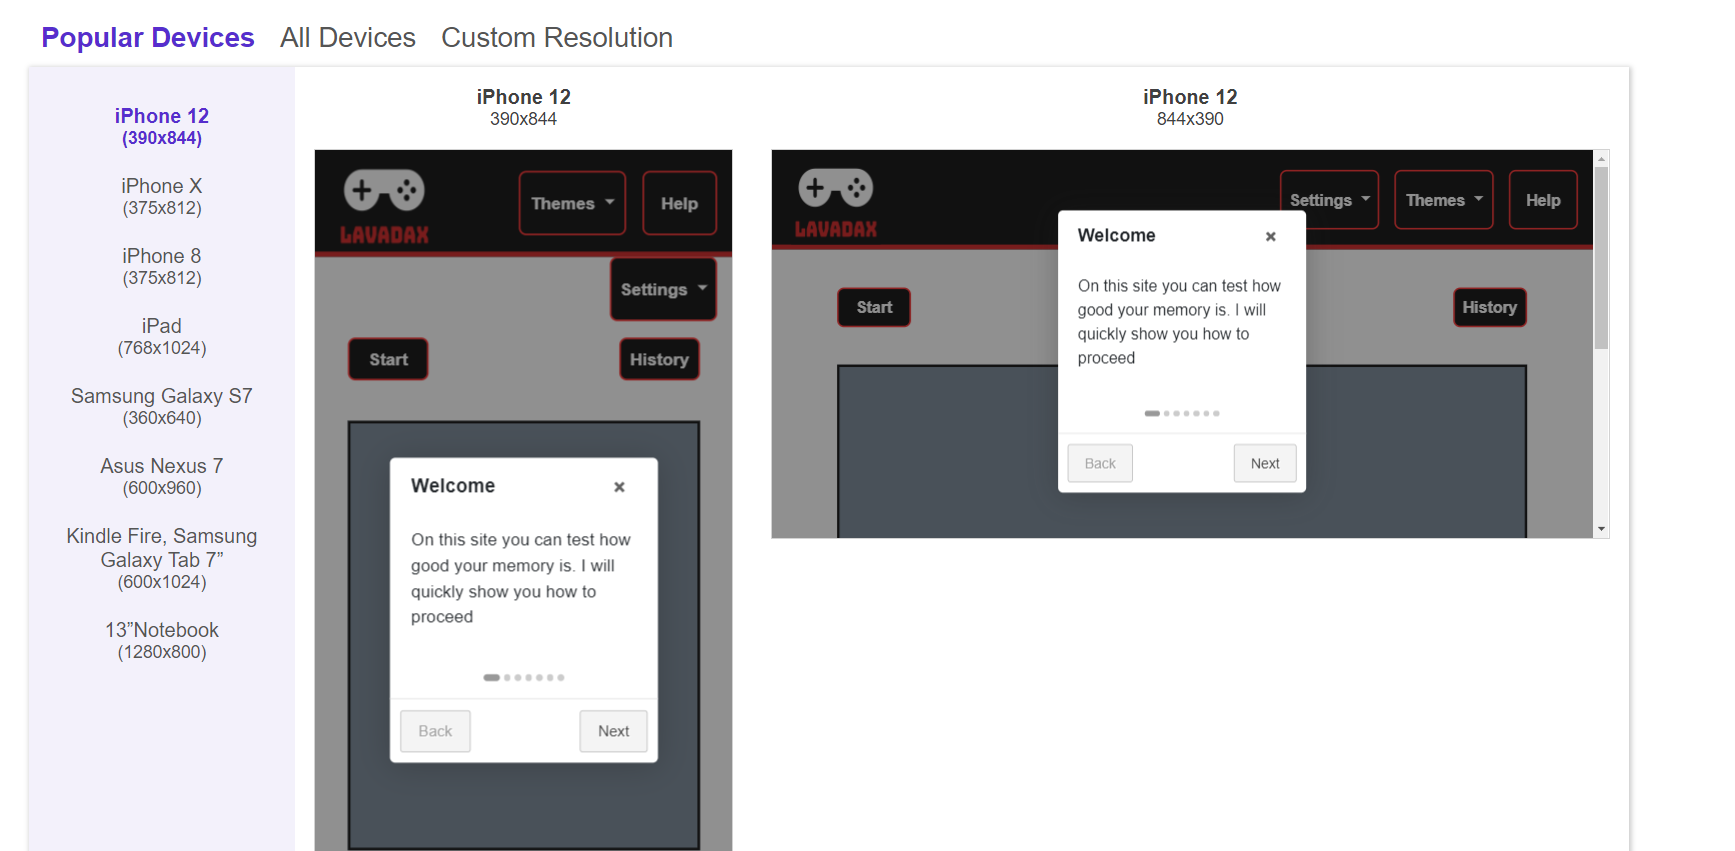 Popular Devices All Devices Custom Resolution
iPhone 12
(390x844)
iPhone X
(375x812)
iPhone 8
(375x812)
iPad
(768x1024)
Samsung Galaxy S7
(360x640)
Asus Nexus 7
(600x960)
Kindle Fire, Samsung
Galaxy Tab 7”
(600x1024)
13”Notebook
(1280x800)
iPhone 12
390x844
LAVADAX
Themes
Help
Settings
Start
History
Welcome ×
On this site you can test how
good your memory is. I will
quickly show you how to
proceed
Back
Next
iPhone 12
844x390
LAVADAX
Settings
Themes
Help
Start
History
Welcome ×
On this site you can test how
good your memory is. I will
quickly show you how to
proceed
Back
Next